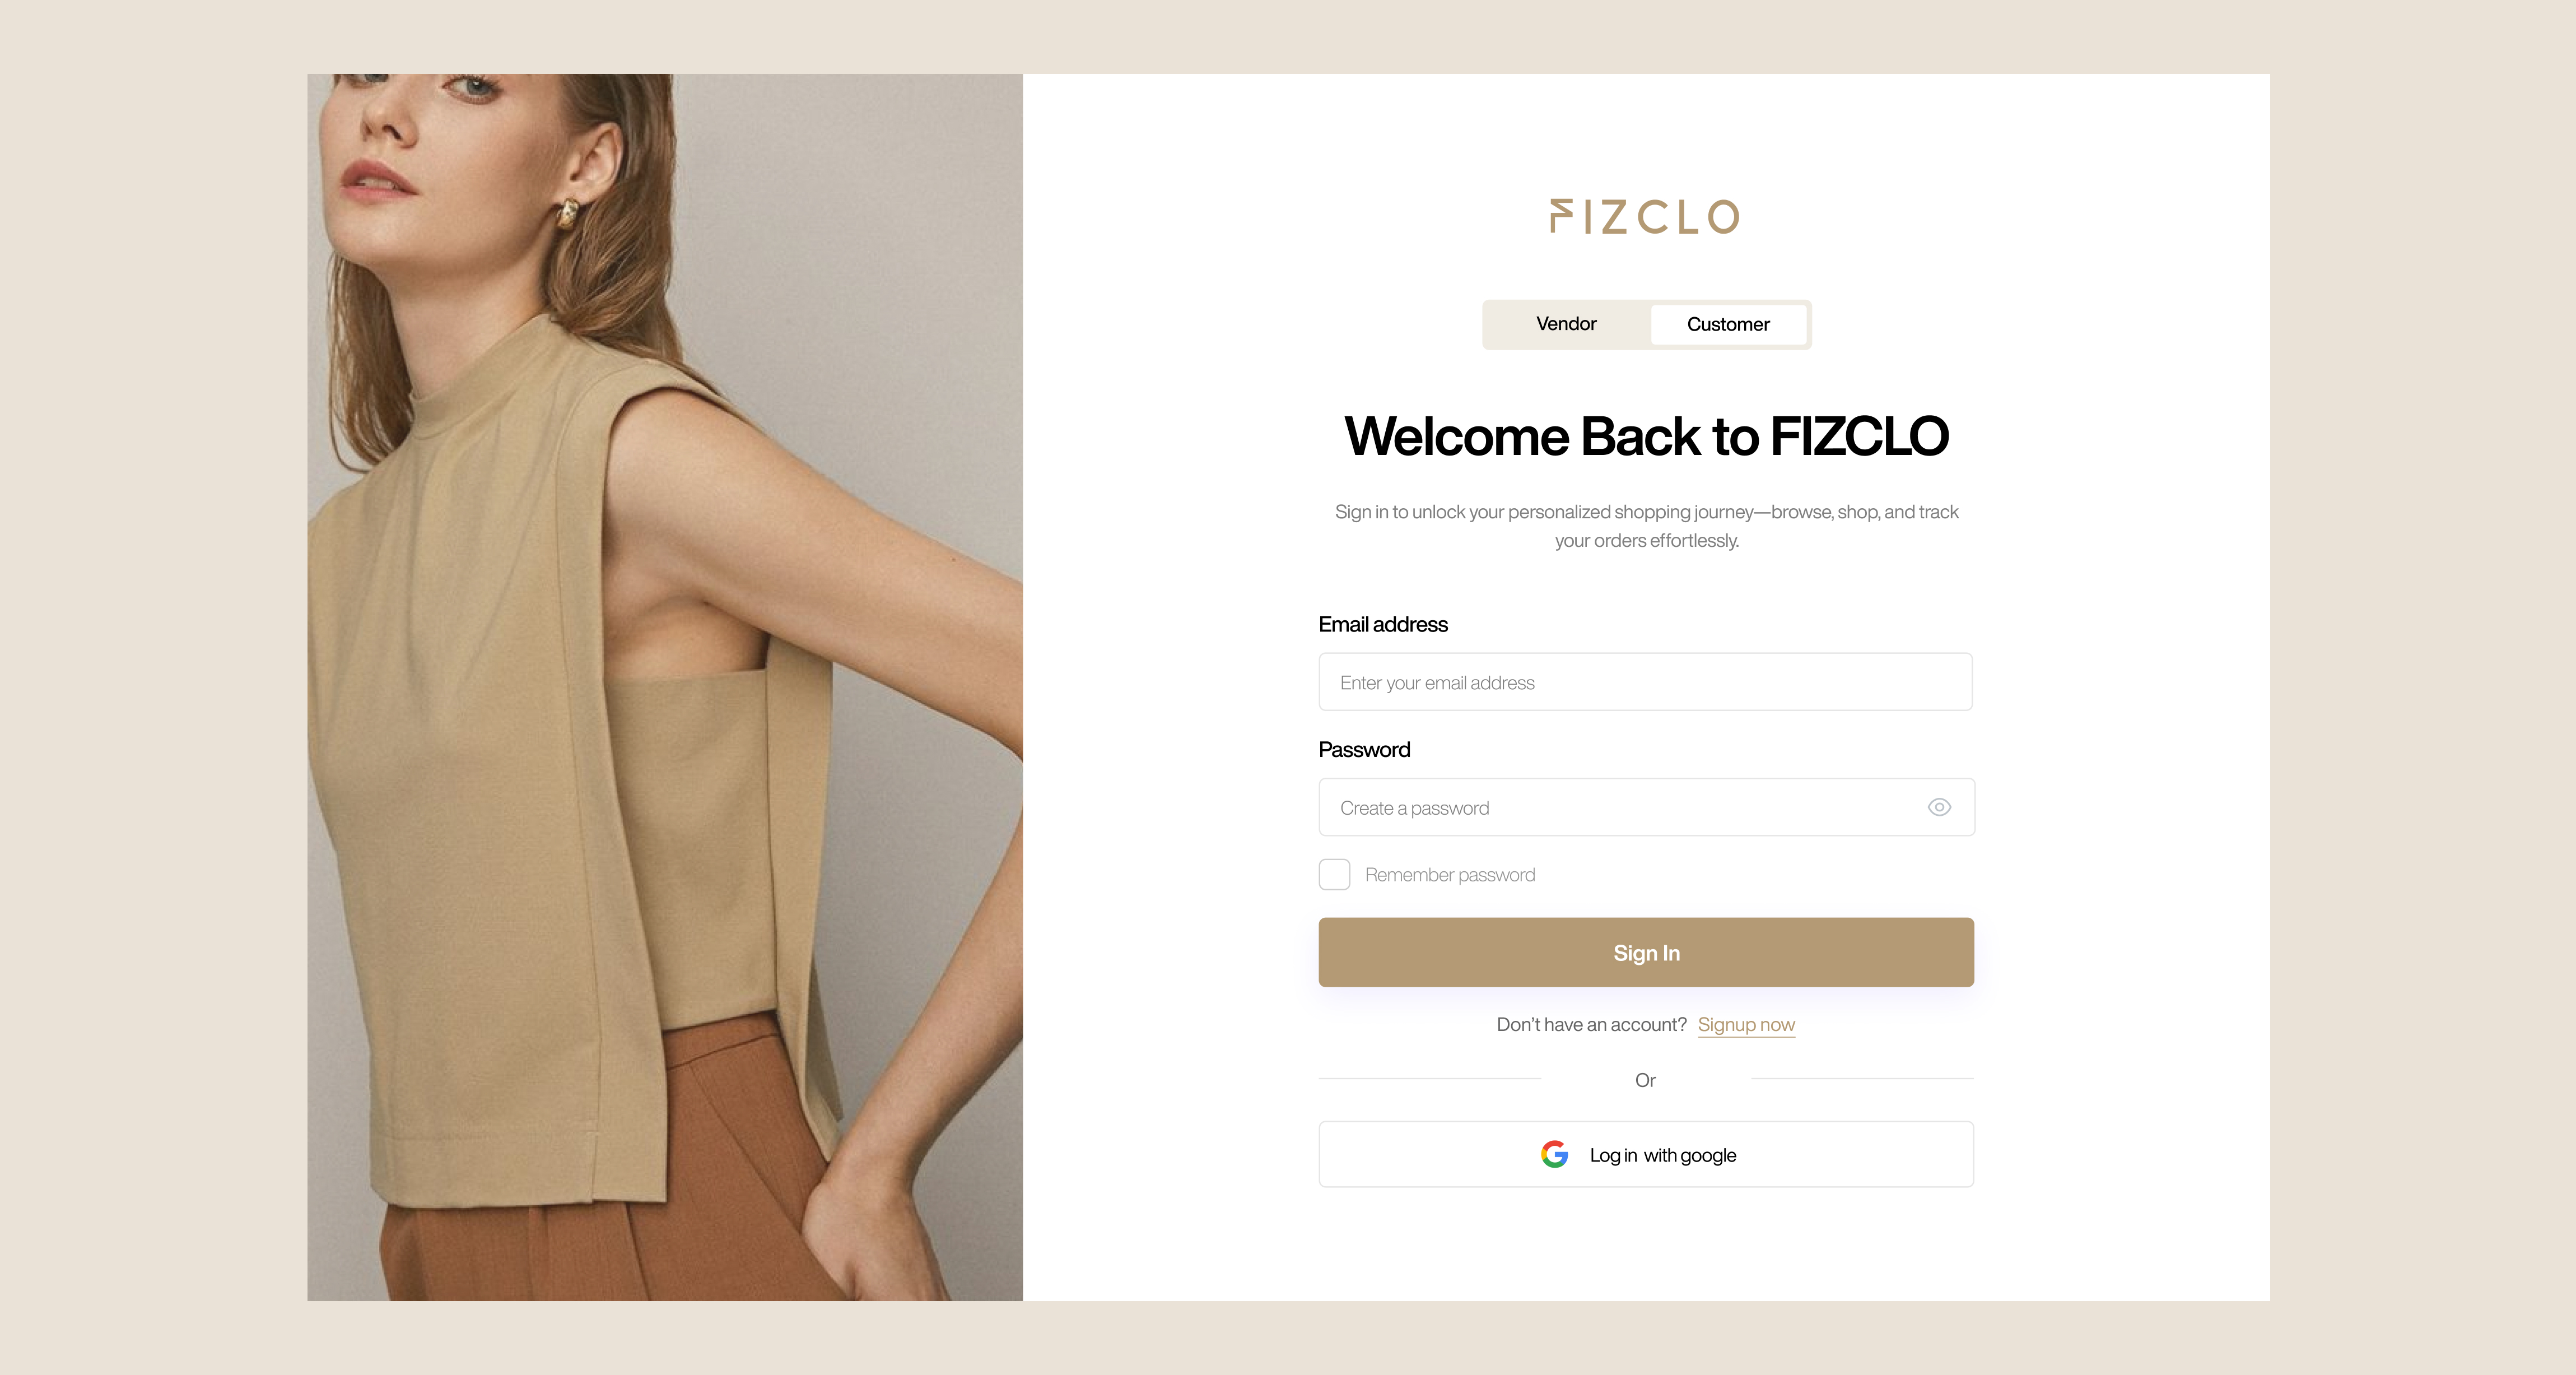 FIZCLO
Vendor Customer
Welcome Back to FIZCLO
Sign in to unlock your personalized shopping journey—browse, shop, and track
your orders effortlessly.
Email address
Enter your email address
Password
Create a password
Remember password
Sign In
Don’t have an account? Signup now
Or
Log in with google